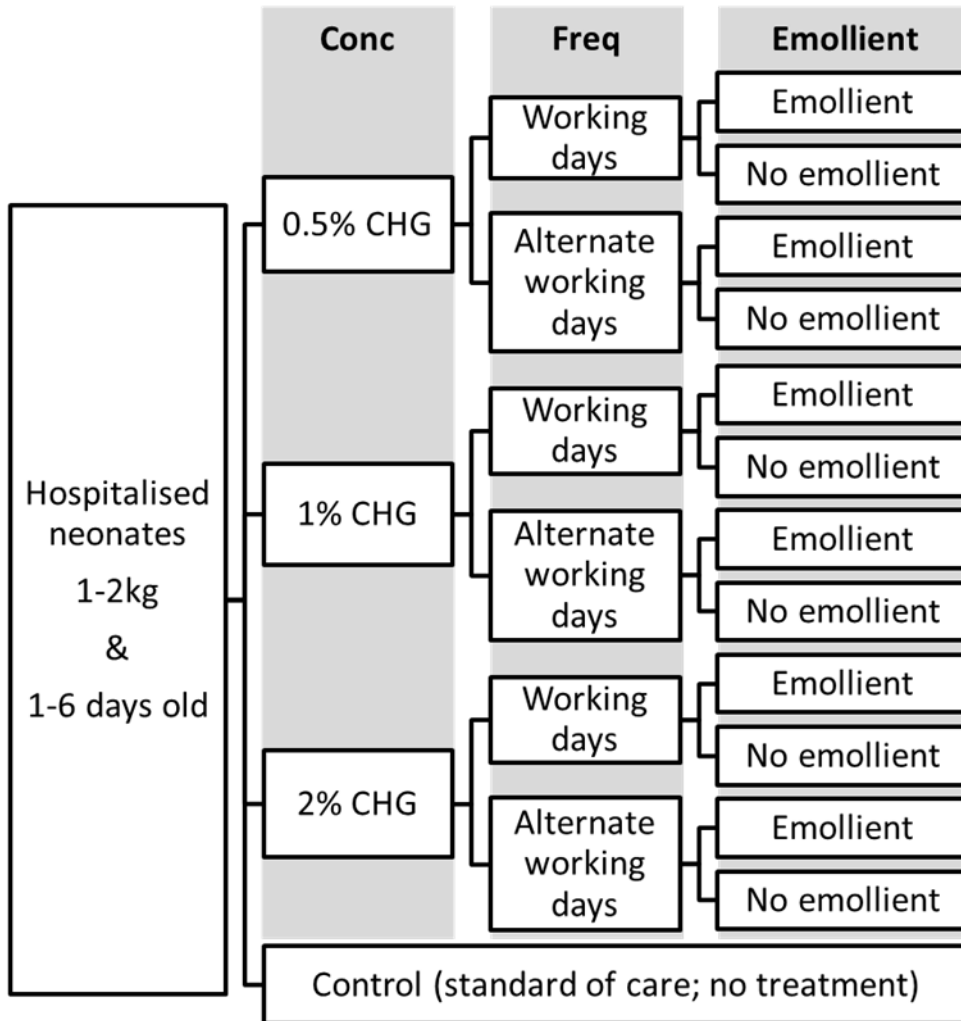 Conc
Freq
Emollient
Hospitalised
neonates
1-2kg
&
1-6 days old
0.5% CHG
Working
days
Emollient
No emollient
Alternate
working
days
Emollient
No emollient
1% CHG
Working
days
Emollient
No emollient
Alternate
working
days
Emollient
No emollient
2% CHG
Working
days
Emollient
No emollient
Alternate
working
days
Emollient
No emollient
Control (standard of care; no treatment)